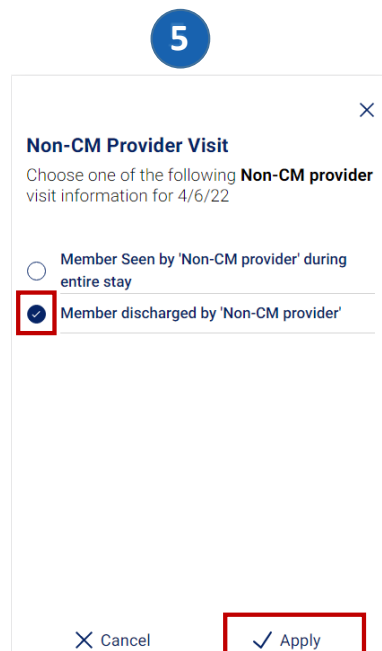 5
Non-CM Provider Visit
Choose one of the following Non-CM provider
visit information for 4/6/22
Member Seen by 'Non-CM provider' during
entire stay
Member discharged by 'Non-CM provider'
Cancel
Apply